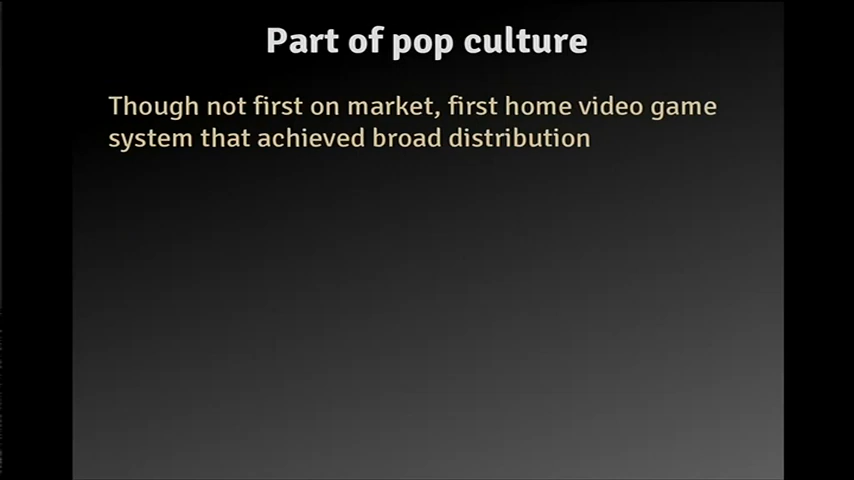 Part of pop culture
Though not first on market, first home video game
system that achieved broad distribution